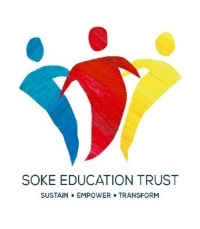 SOKE EDUCATION TRUST
SUSTAIN • EMPOWER • TRANSFORM